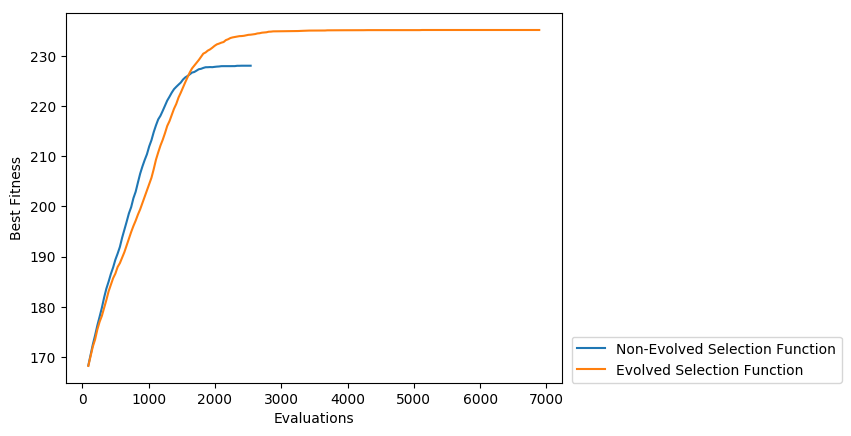 Best Fitness
230
220
210
200
190
180
170
0 1000 2000 3000 4000 5000 6000 7000
Evaluations
Non-Evolved Selection Function
Evolved Selection Function